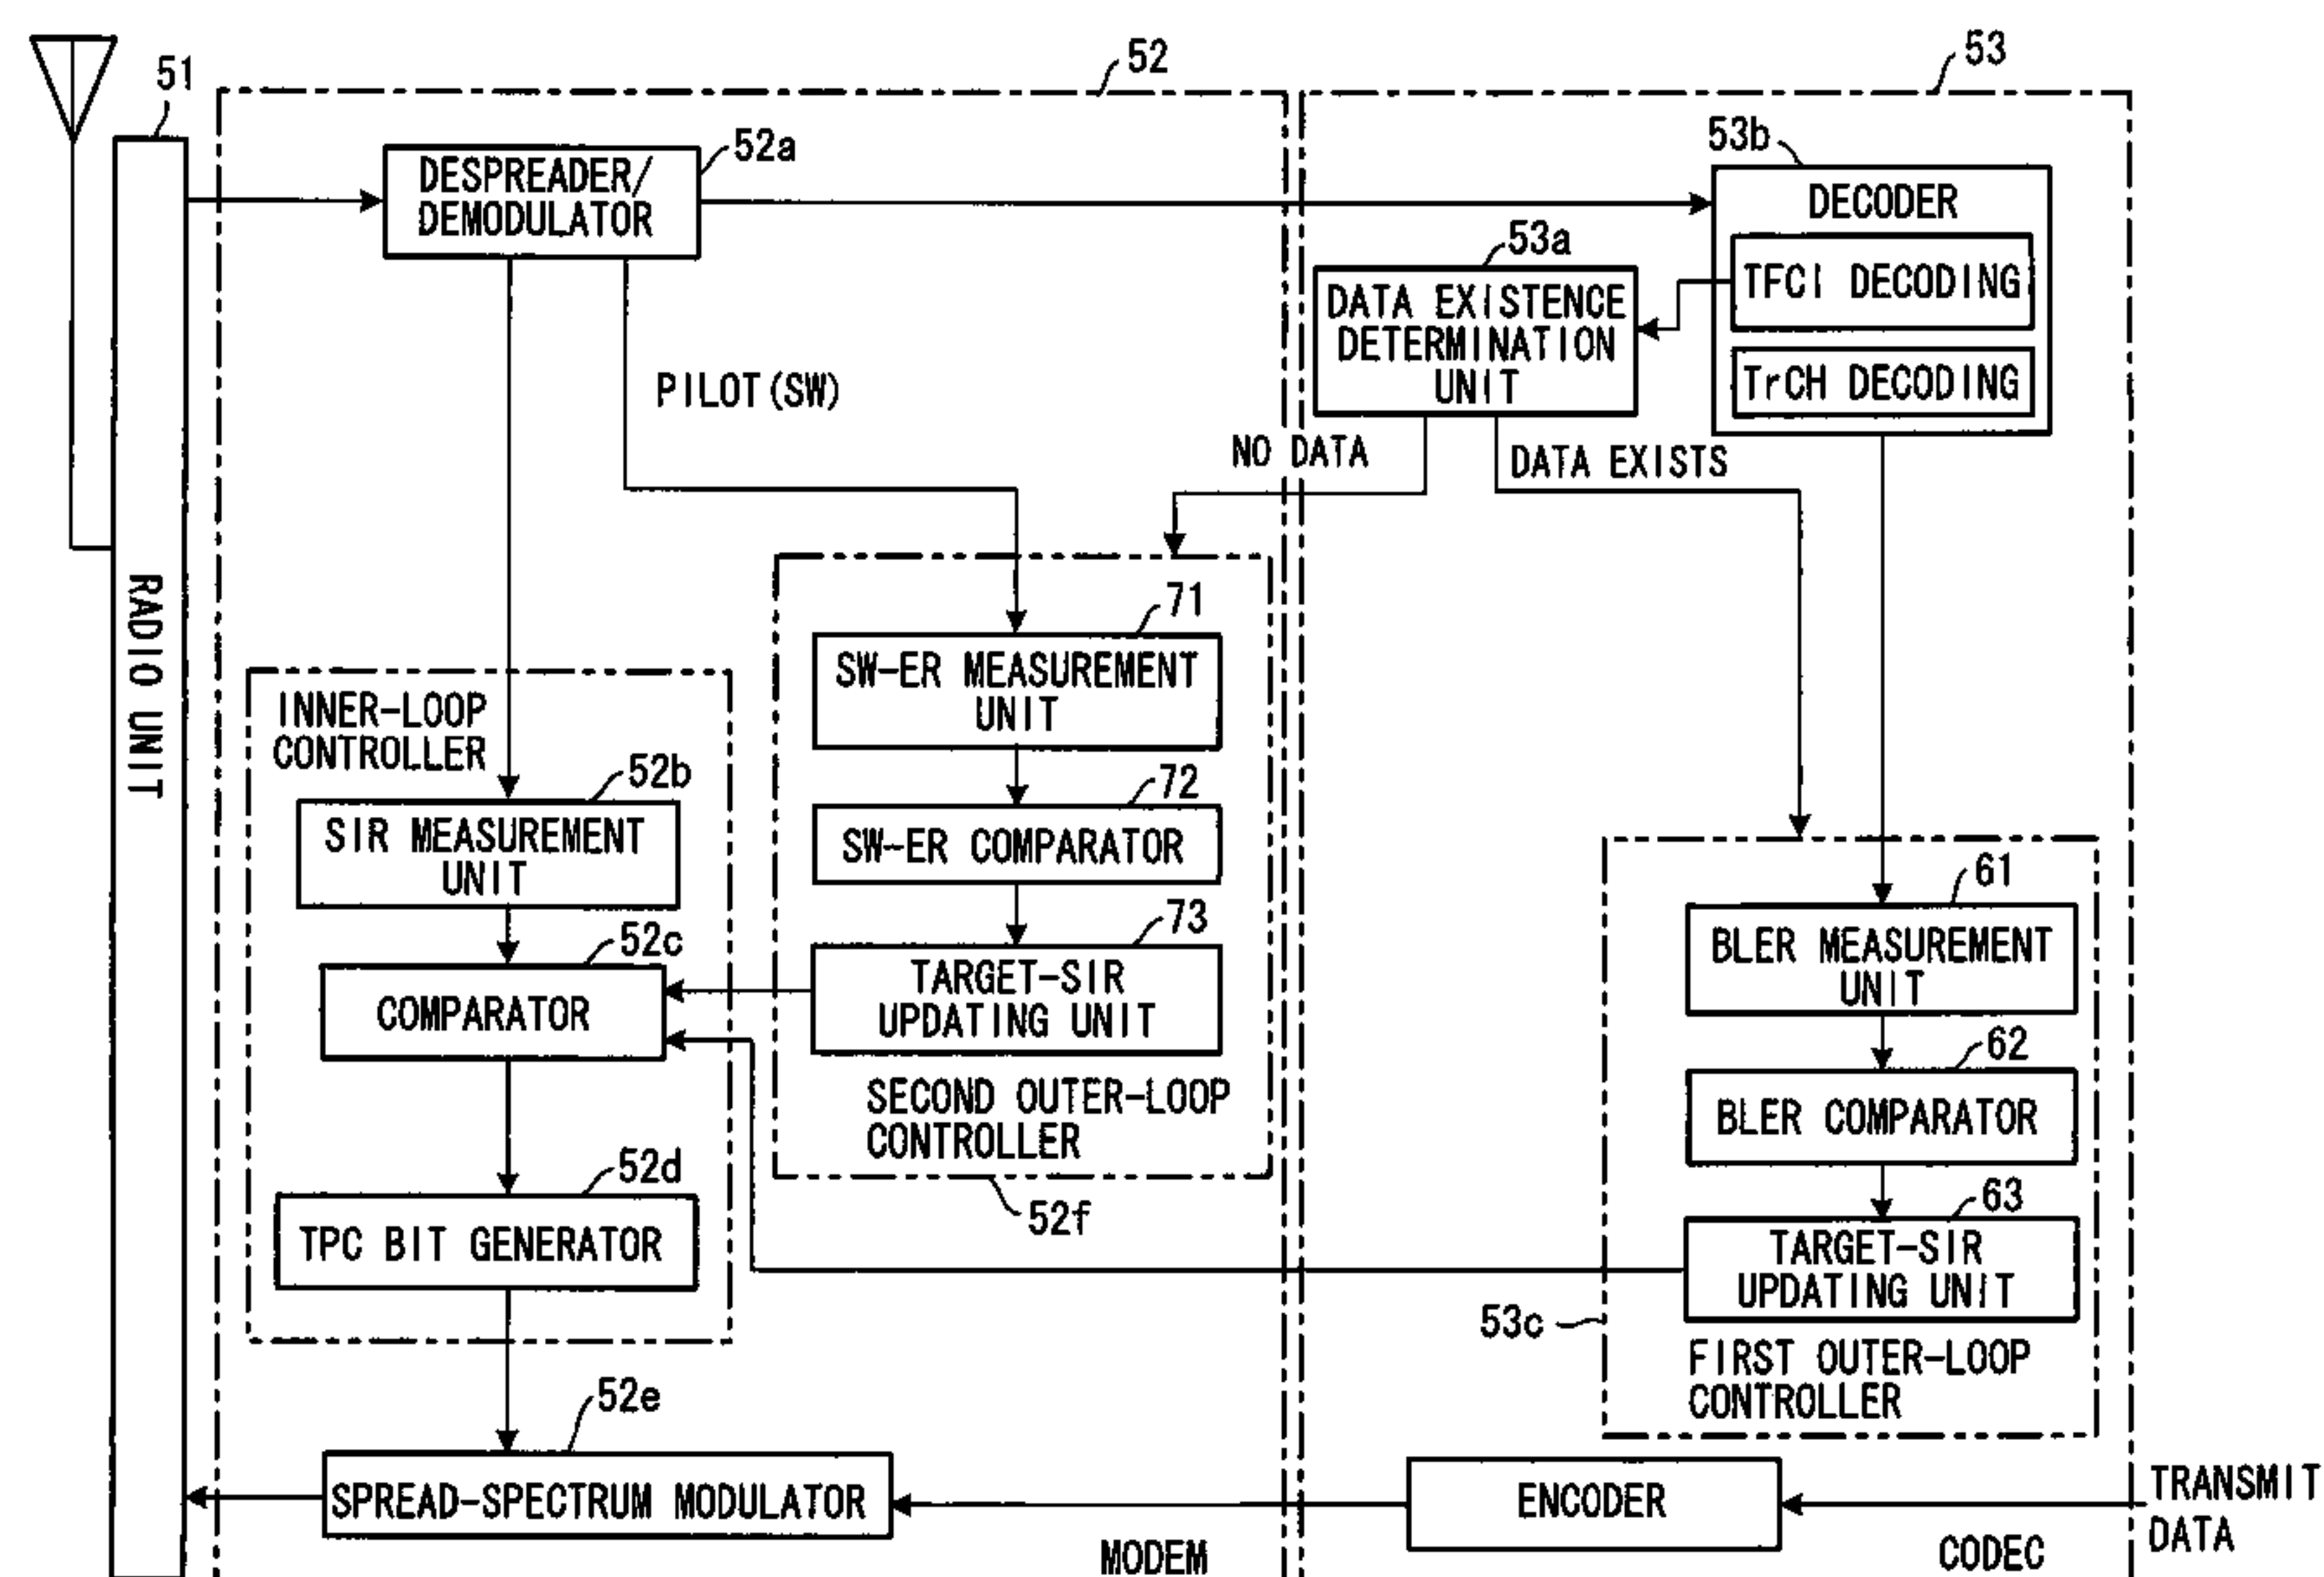 51
52
53
52a
DESPREADER/
DEMODULATOR
53b
DECODER
TFCI DECODING
TrCH DECODING
53a
DATA EXISTENCE
DETERMINATION
UNIT
PILOT(SW)
NO DATA
DATA EXISTS
RADIO UNIT
INNER-LOOP
CONTROLLER
52b
SIR MEASUREMENT
UNIT
52c
COMPARATOR
52d
TPC BIT GENERATOR
71
SW-ER MEASUREMENT
UNIT
72
SW-ER COMPARATOR
73
TARGET-SIR
UPDATING UNIT
SECOND OUTER-LOOP
CONTROLLER
52f
61
BLER MEASUREMENT
UNIT
62
BLER COMPARATOR
63
TARGET-SIR
UPDATING UNIT
53c
FIRST OUTER-LOOP
CONTROLLER
52e
SPREAD-SPECTRUM MODULATOR
ENCODER
TRANSMIT
DATA
MODEM
CODEC